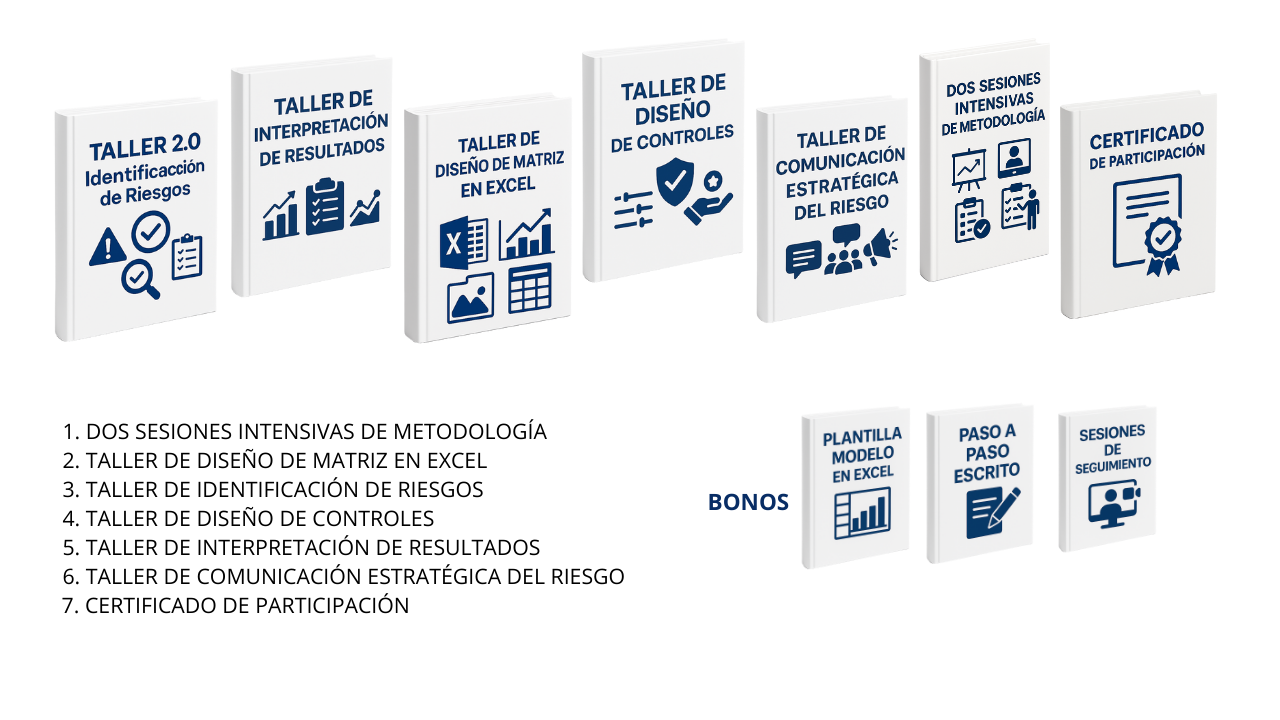 TALLER 2.0
Identificacción
de Riesgos
TALLER DE
INTERPRETACIÓN
DE RESULTADOS
TALLER DE
DISEÑO DE MATRIZ
EN EXCEL
X
TALLER DE
DISEÑO
DE CONTROLES
TALLER DE
COMUNICACIÓN
ESTRATÉGICA
DEL RIESGO
DOS SESIONES
INTENSIVAS
DE METODOLOGÍA
CERTIFICADO
DE PARTICIPACIÓN
1. DOS SESIONES INTENSIVAS DE METODOLOGÍA
2. TALLER DE DISEÑO DE MATRIZ EN EXCEL
3. TALLER DE IDENTIFICACIÓN DE RIESGOS
4. TALLER DE DISEÑO DE CONTROLES
5. TALLER DE INTERPRETACIÓN DE RESULTADOS
6. TALLER DE COMUNICACIÓN ESTRATÉGICA DEL RIESGO
7. CERTIFICADO DE PARTICIPACIÓN
BONOS
PLANTILLA
MODELO
EN EXCEL
PASO A
PASO
ESCRITO
SESIONES
DE
SEGUIMIENTO